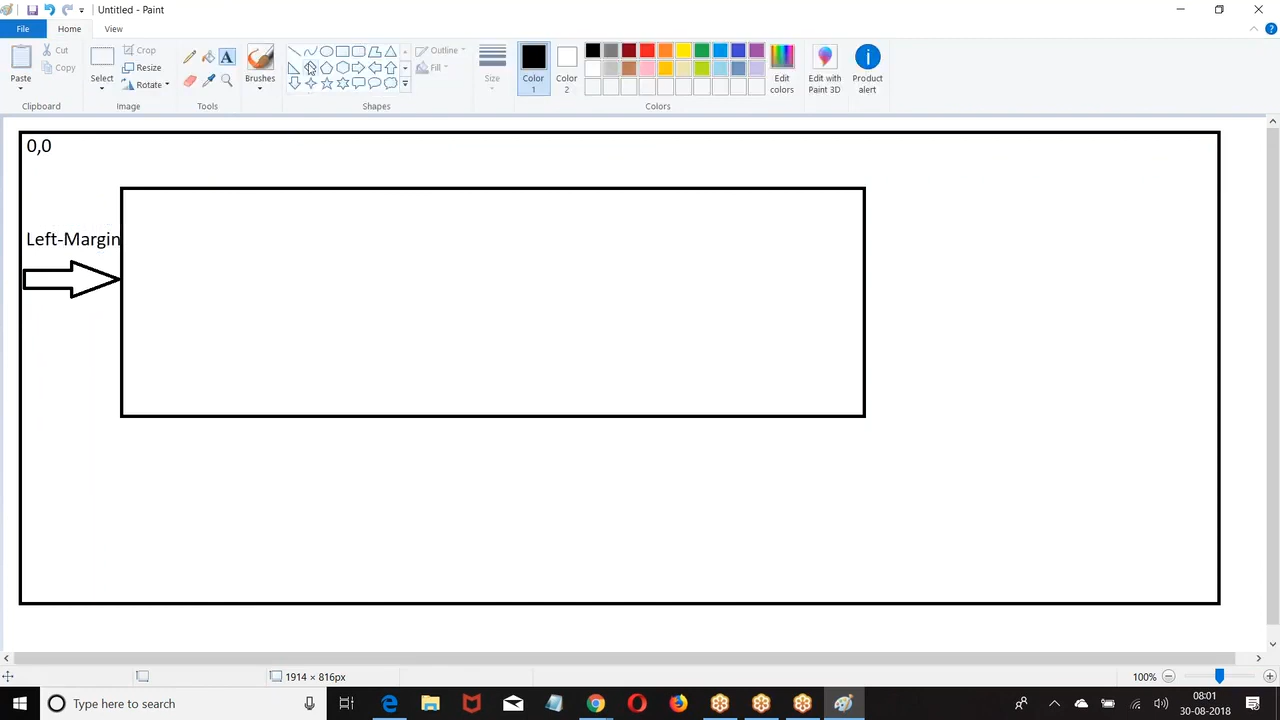 Untitled - Paint
File
Home
View
Paste
Cut
Copy
Clipboard
Select
Crop
Resize
Rotate
Image
A
Tools
Brushes
Shapes
Outline
Fill
Size
Color
1
Color
2
Colors
Edit
colors
Edit with
Paint 3D
Product
alert
0,0
Left-Margin
1914 × 816px
100%
Type here to search
08:01
30-08-2018